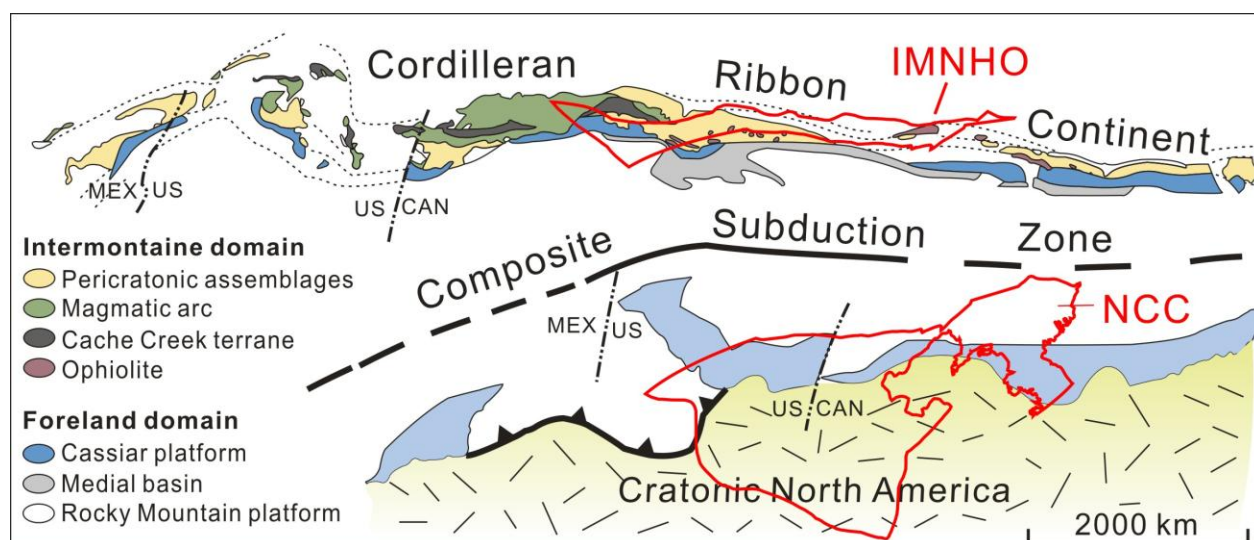 Cordilleran Ribbon Continent
IMNHO
MEX US
US CAN
Composite Subduction Zone
Intermontaine domain
Pericratonic assemblages
Magmatic arc
Cache Creek terrane
Ophiolite
Foreland domain
Cassiar platform
Medial basin
Rocky Mountain platform
MEX US
NCC
US CAN
Cratonic North America
2000 km